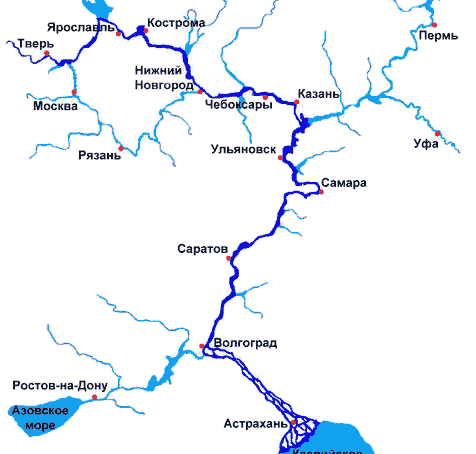 Ярославль
Кострома
Тверь
Пермь
Нижний
Новгород
Москва
Чебоксары
Казань
Рязань
Ульяновск
Уфа
Самара
Саратов
Волгоград
Ростов-на-Дону
Азовское
море
Астрахань
Каспийское